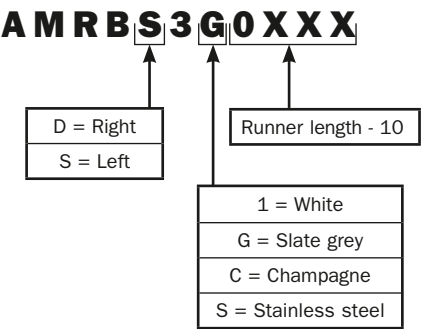 AMRBS3G0XXX
D = Right
S = Left
Runner length - 10
1 = White
G = Slate grey
C = Champagne
S = Stainless steel